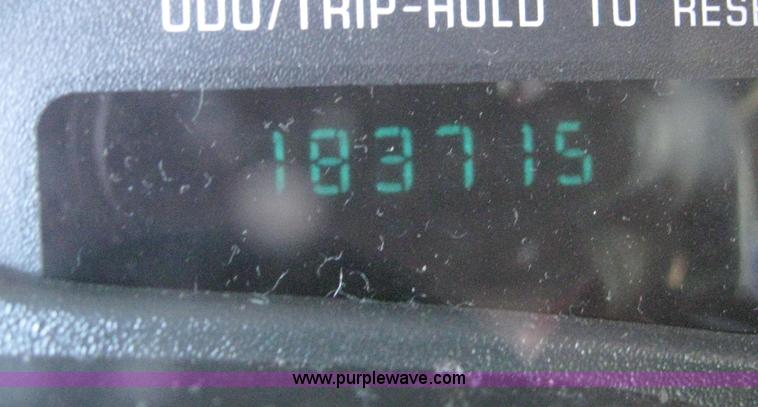 ODO/TRIP-HOLD TO RESE
183715
www.purplewave.com